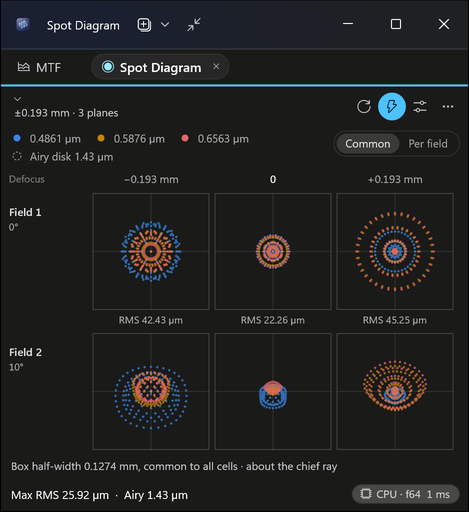 Spot Diagram
MTF
Spot Diagram
±0.193 mm · 3 planes
0.4861 µm 0.5876 µm 0.6563 µm
Airy disk 1.43 µm
Common Per field
Defocus −0.193 mm 0 +0.193 mm
Field 1
0°
RMS 42.43 µm RMS 22.26 µm RMS 45.25 µm
Field 2
10°
Box half-width 0.1274 mm, common to all cells · about the chief ray
Max RMS 25.92 µm · Airy 1.43 µm
CPU · f64 1 ms